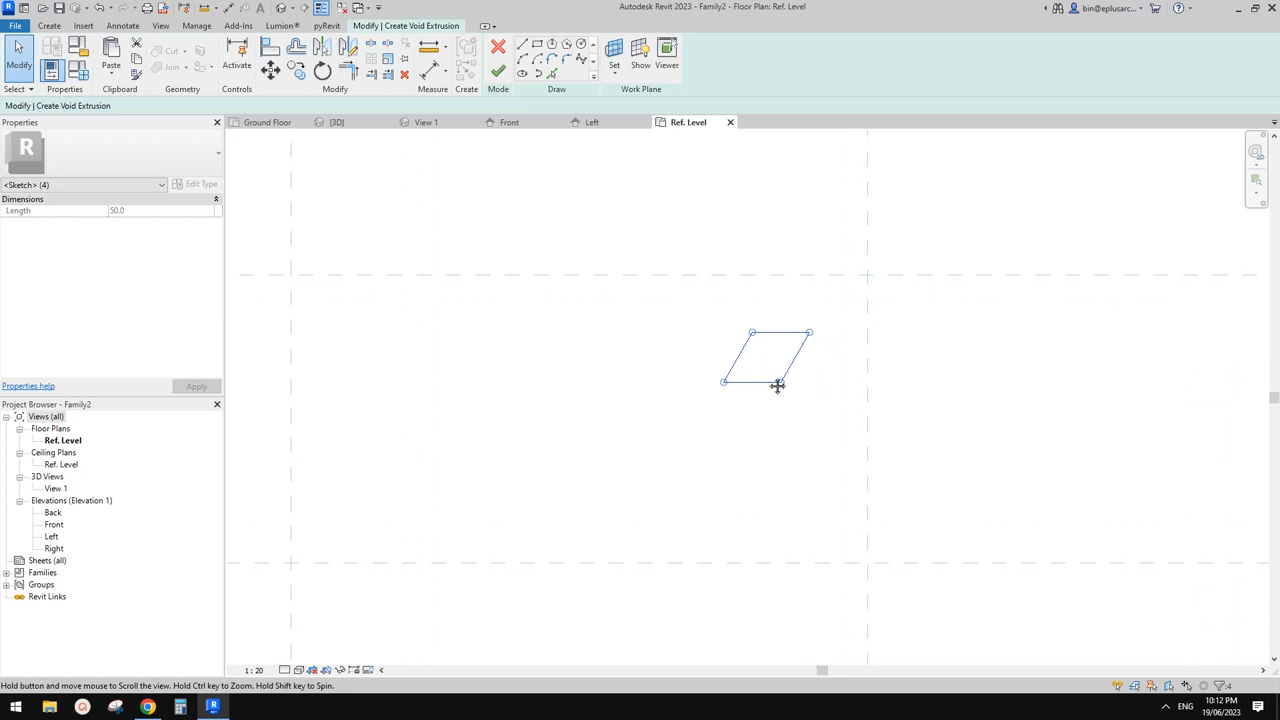 Autodesk Revit 2023 - Family2 - Floor Plan: Ref. Level
bin@eplusarc...
File Create Insert Annotate View Manage Add-Ins Lumion® pyRevit Modify | Create Void Extrusion
Modify
Paste
Cut
Join
Activate
Create
Set
Show
Viewer
Select Properties Clipboard Geometry Controls Modify Measure Create Mode Draw Work Plane
Modify | Create Void Extrusion
Properties
Ground Floor {3D} View 1 Front Left Ref. Level
R
<Sketch> (4)
Edit Type
Dimensions
Length 50.0
Properties help
Apply
Project Browser - Family2
Views (all)
Floor Plans
Ref. Level
Ceiling Plans
Ref. Level
3D Views
View 1
Elevations (Elevation 1)
Back
Front
Left
Right
Sheets (all)
Families
Groups
Revit Links
1 : 20
Hold button and move mouse to Scroll the view. Hold Ctrl key to Zoom. Hold Shift key to Spin.
:4
ENG
10:12 PM
19/06/2023